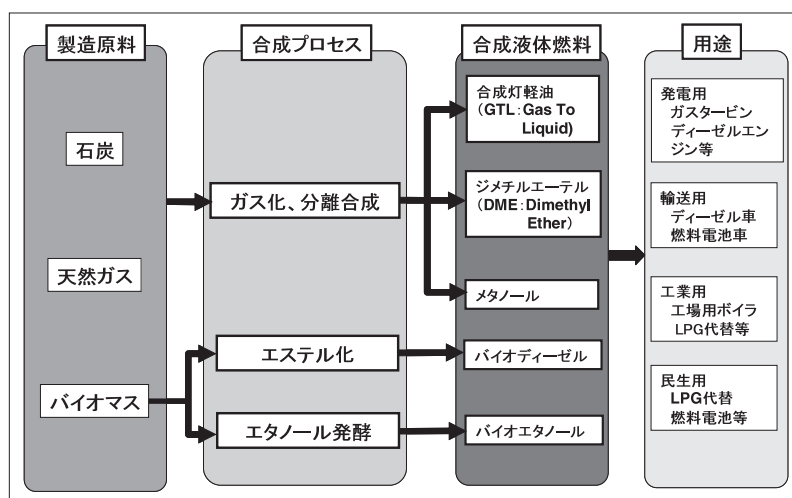 製造原料
石炭
天然ガス
バイオマス
合成プロセス
ガス化、分離合成
エステル化
エタノール発酵
合成液体燃料
合成灯軽油
(GTL:Gas To
Liquid)
ジメチルエーテル
(DME:Dimethyl
Ether)
メタノール
バイオディーゼル
バイオエタノール
用途
発電用
ガスタービン
ディーゼルエン
ジン等
輸送用
ディーゼル車
燃料電池車
工業用
工場用ボイラ
LPG代替等
民生用
LPG代替
燃料電池等